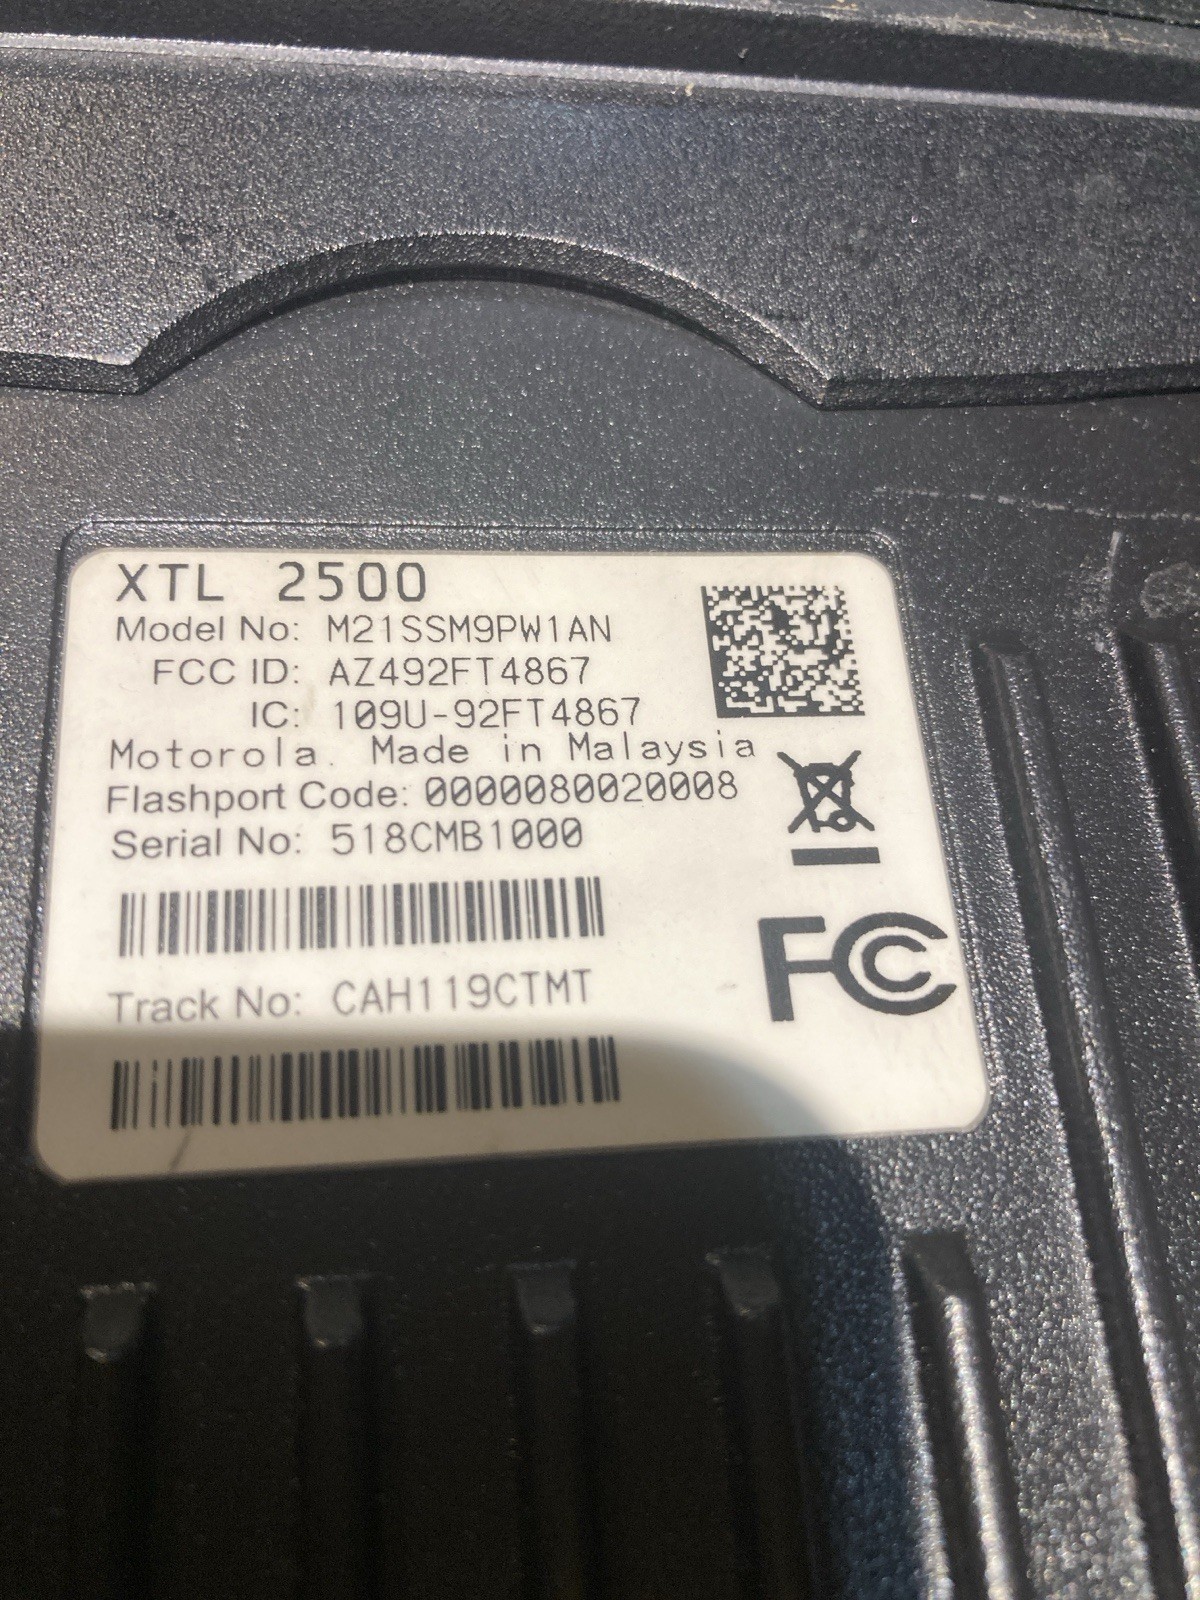 XTL 2500
Model No: M21SSM9PW1AN
FCC ID: AZ492FT4867
IC: 109U-92FT4867
Motorola. Made in Malaysia
Flashport Code: 0000080020008
Serial No: 518CMB1000
Track No: CAH119CTMT
FC